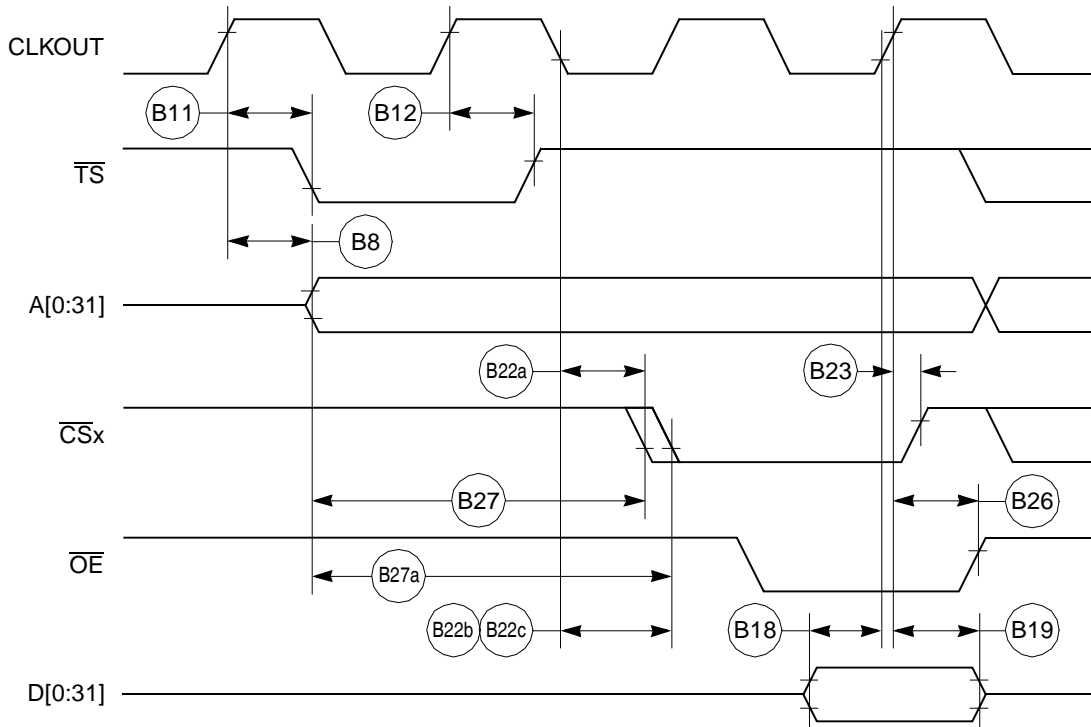 CLKOUT
B11
B12
TS
B8
A[0:31]
B22a
B23
CSx
B27
B26
OE
B27a
B22b
B22c
B18
B19
D[0:31]